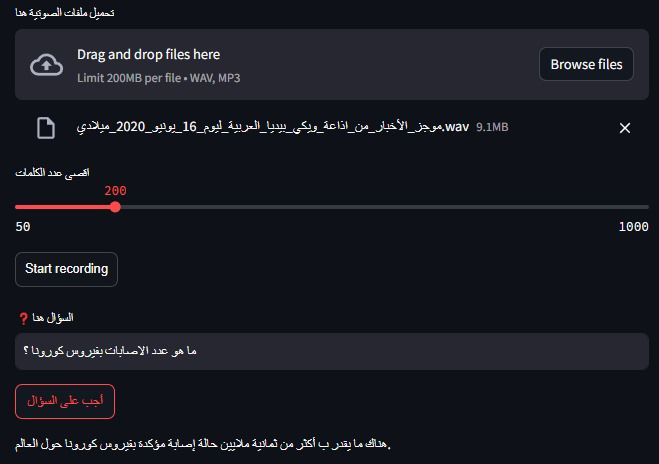 تحميل ملفات الصوتية هنا
Drag and drop files here
Limit 200MB per file • WAV, MP3
Browse files
موجز_الأخبار_من_اذاعة_ويكي_بيديا_العربية_ليوم_16_يونيو_2020_ميلادي.wav 9.1MB
اقصى عدد الكلمات
200
50 1000
Start recording
السؤال هنا❓
ما هو عدد الاصابات بفيروس كورونا ؟
أجب على السؤال
هناك ما يقدر ب أكثر من ثمانية ملايين حالة إصابة مؤكدة بفيروس كورونا حول العالم.